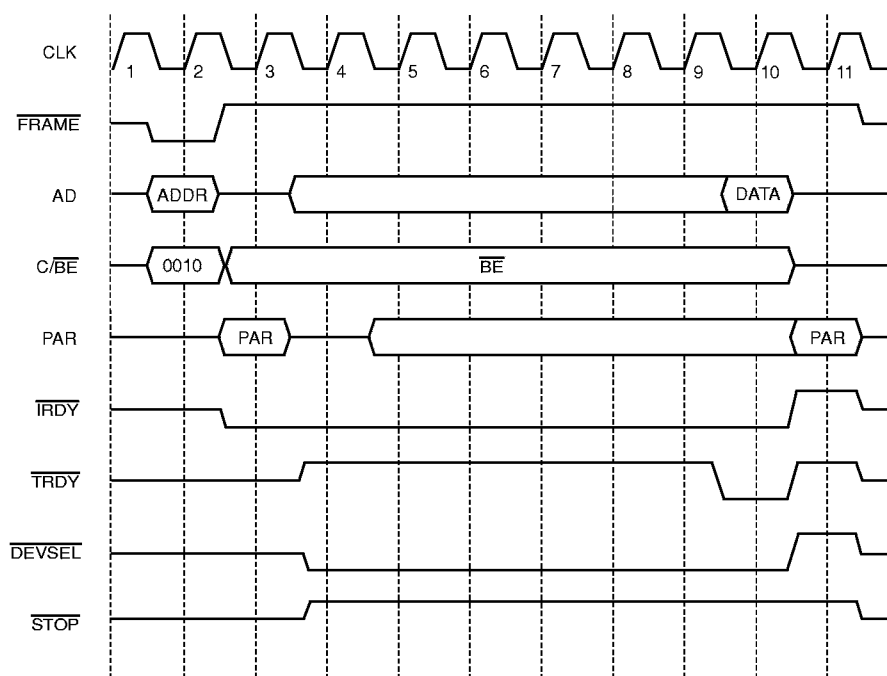 CLK
1 2 3 4 5 6 7 8 9 10 11
FRAME
AD ADDR DATA
C/BE 0010 BE
PAR PAR PAR
IRDY
TRDY
DEVSEL
STOP